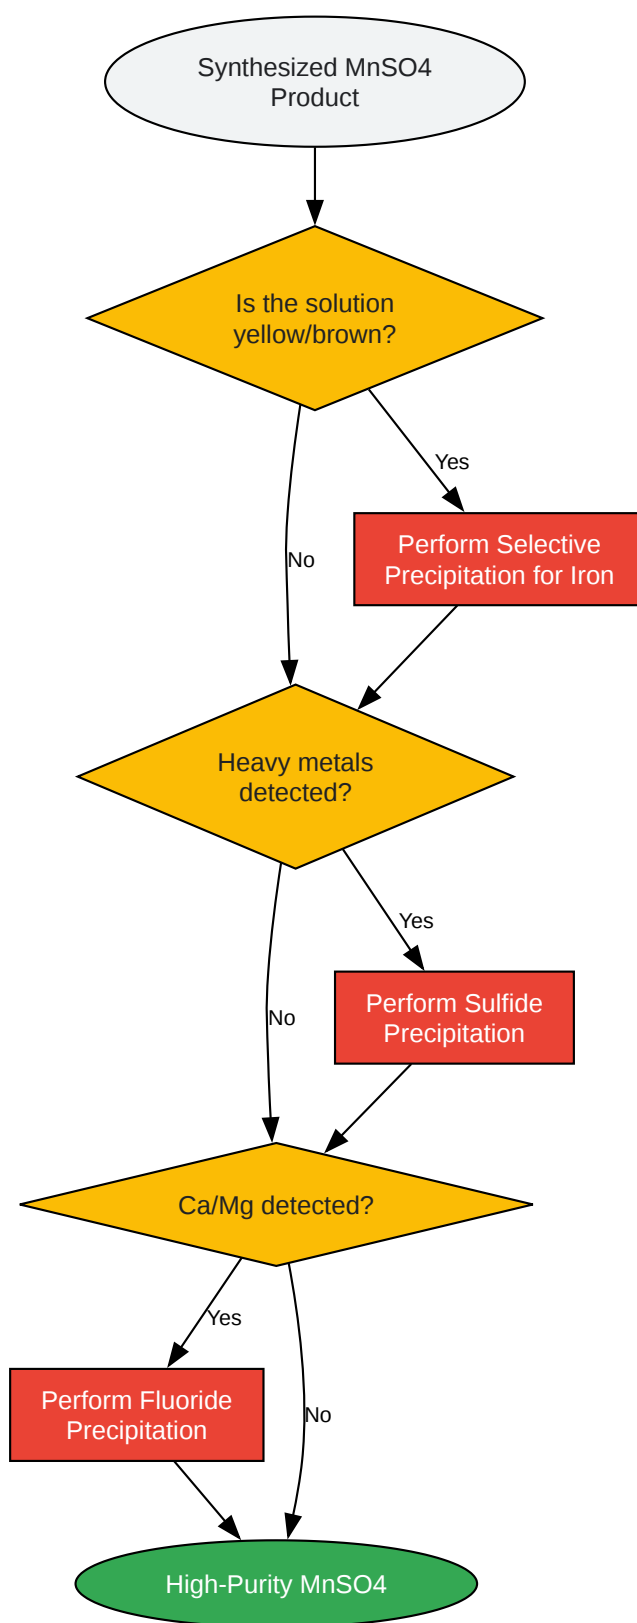 Synthesized MnSO4
Product
Is the solution
yellow/brown?
Yes
Perform Selective
Precipitation for Iron
No
Heavy metals
detected?
Yes
Perform Sulfide
Precipitation
No
Ca/Mg detected?
Yes
Perform Fluoride
Precipitation
No
High-Purity MnSO4